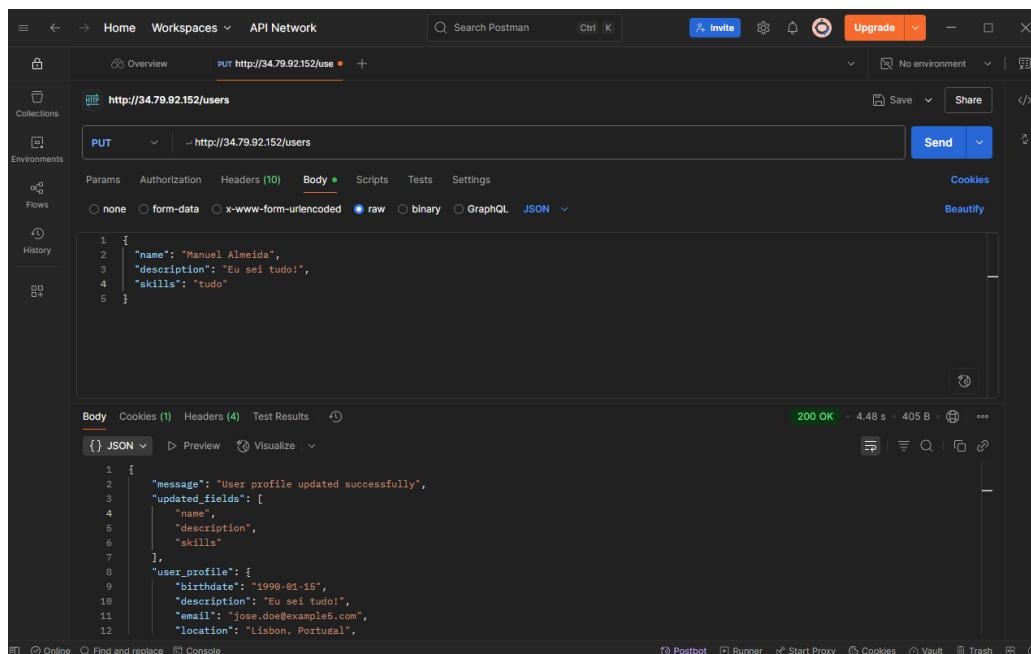 Home Workspaces API Network Search Postman Ctrl K Invite Upgrade
Overview PUT http://34.79.92.152/use No environment
HTTP http://34.79.92.152/users Save Share
Collections
PUT http://34.79.92.152/users Send
Environments
Params Authorization Headers (10) Body Scripts Tests Settings Cookies
Flows
none form-data x-www-form-urlencoded raw binary GraphQL JSON Beautify
History
1 {
2 "name": "Manuel Almeida",
3 "description": "Eu sei tudo!",
4 "skills": "tudo"
5 }
Body Cookies (1) Headers (4) Test Results 200 OK 4.48 s 405 B
{} JSON Preview Visualize
1 {
2 "message": "User profile updated successfully",
3 "updated_fields": [
4 "name",
5 "description",
6 "skills"
7 ],
8 "user_profile": {
9 "birthdate": "1990-01-15",
10 "description": "Eu sei tudo!",
11 "email": "jose.doe@example5.com",
12 "location": "Lisbon, Portugal",
Online Find and replace Console Postbot Runner Start Proxy Cookies Vault Trash